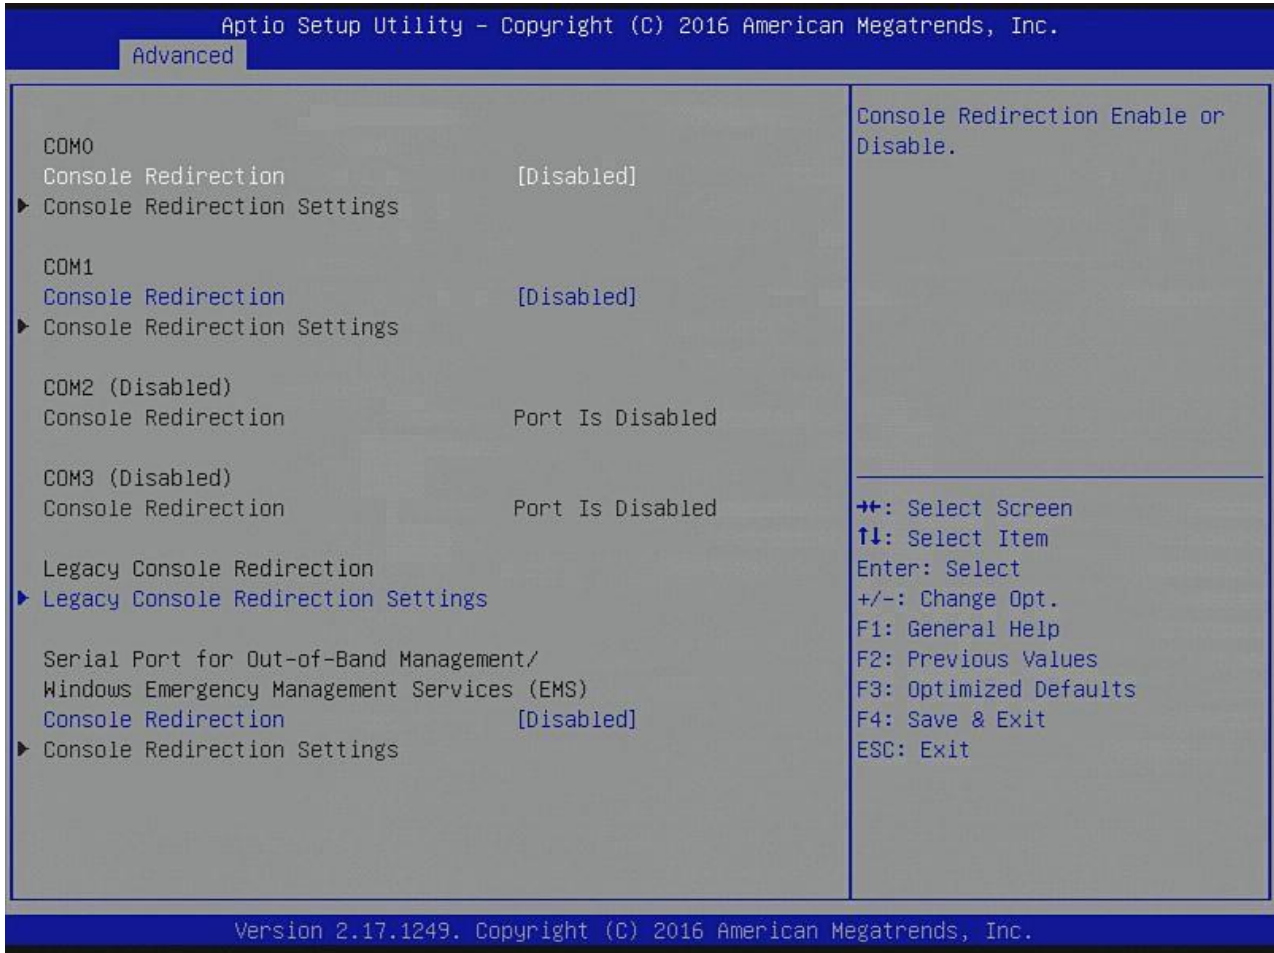 Aptio Setup Utility – Copyright (C) 2016 American Megatrends, Inc.
Advanced
COM0
Console Redirection [Disabled]
Console Redirection Settings
COM1
Console Redirection [Disabled]
Console Redirection Settings
COM2 (Disabled)
Console Redirection Port Is Disabled
COM3 (Disabled)
Console Redirection Port Is Disabled
Legacy Console Redirection
Legacy Console Redirection Settings
Serial Port for Out-of-Band Management/
Windows Emergency Management Services (EMS)
Console Redirection [Disabled]
Console Redirection Settings
Console Redirection Enable or
Disable.
→←: Select Screen
↑↓: Select Item
Enter: Select
+/-: Change Opt.
F1: General Help
F2: Previous Values
F3: Optimized Defaults
F4: Save & Exit
ESC: Exit
Version 2.17.1249. Copyright (C) 2016 American Megatrends, Inc.